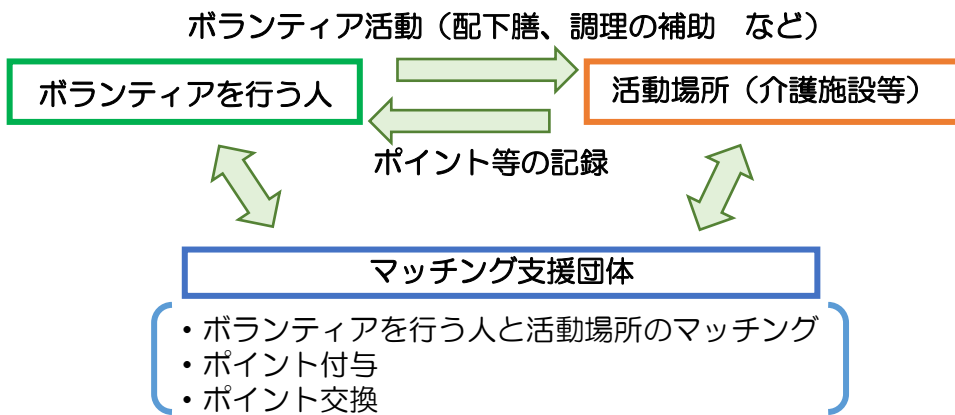 ボランティア活動（配下膳、調理の補助　など）
ボランティアを行う人
活動場所（介護施設等）
ポイント等の記録
マッチング支援団体
・ボランティアを行う人と活動場所のマッチング
・ポイント付与
・ポイント交換